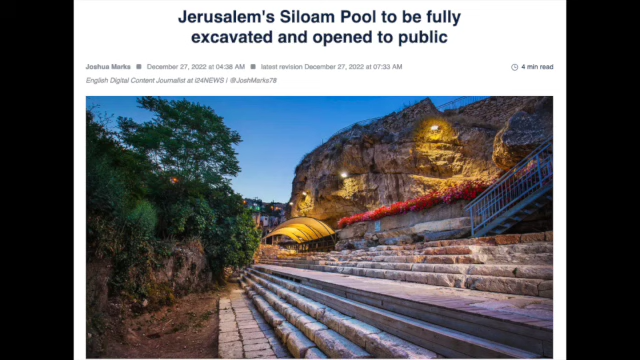 Jerusalem's Siloam Pool to be fully
excavated and opened to public
Joshua Marks December 27, 2022 at 04:38 AM latest revision December 27, 2022 at 07:33 AM 4 min read
English Digital Content Journalist at i24NEWS | @JoshMarks78